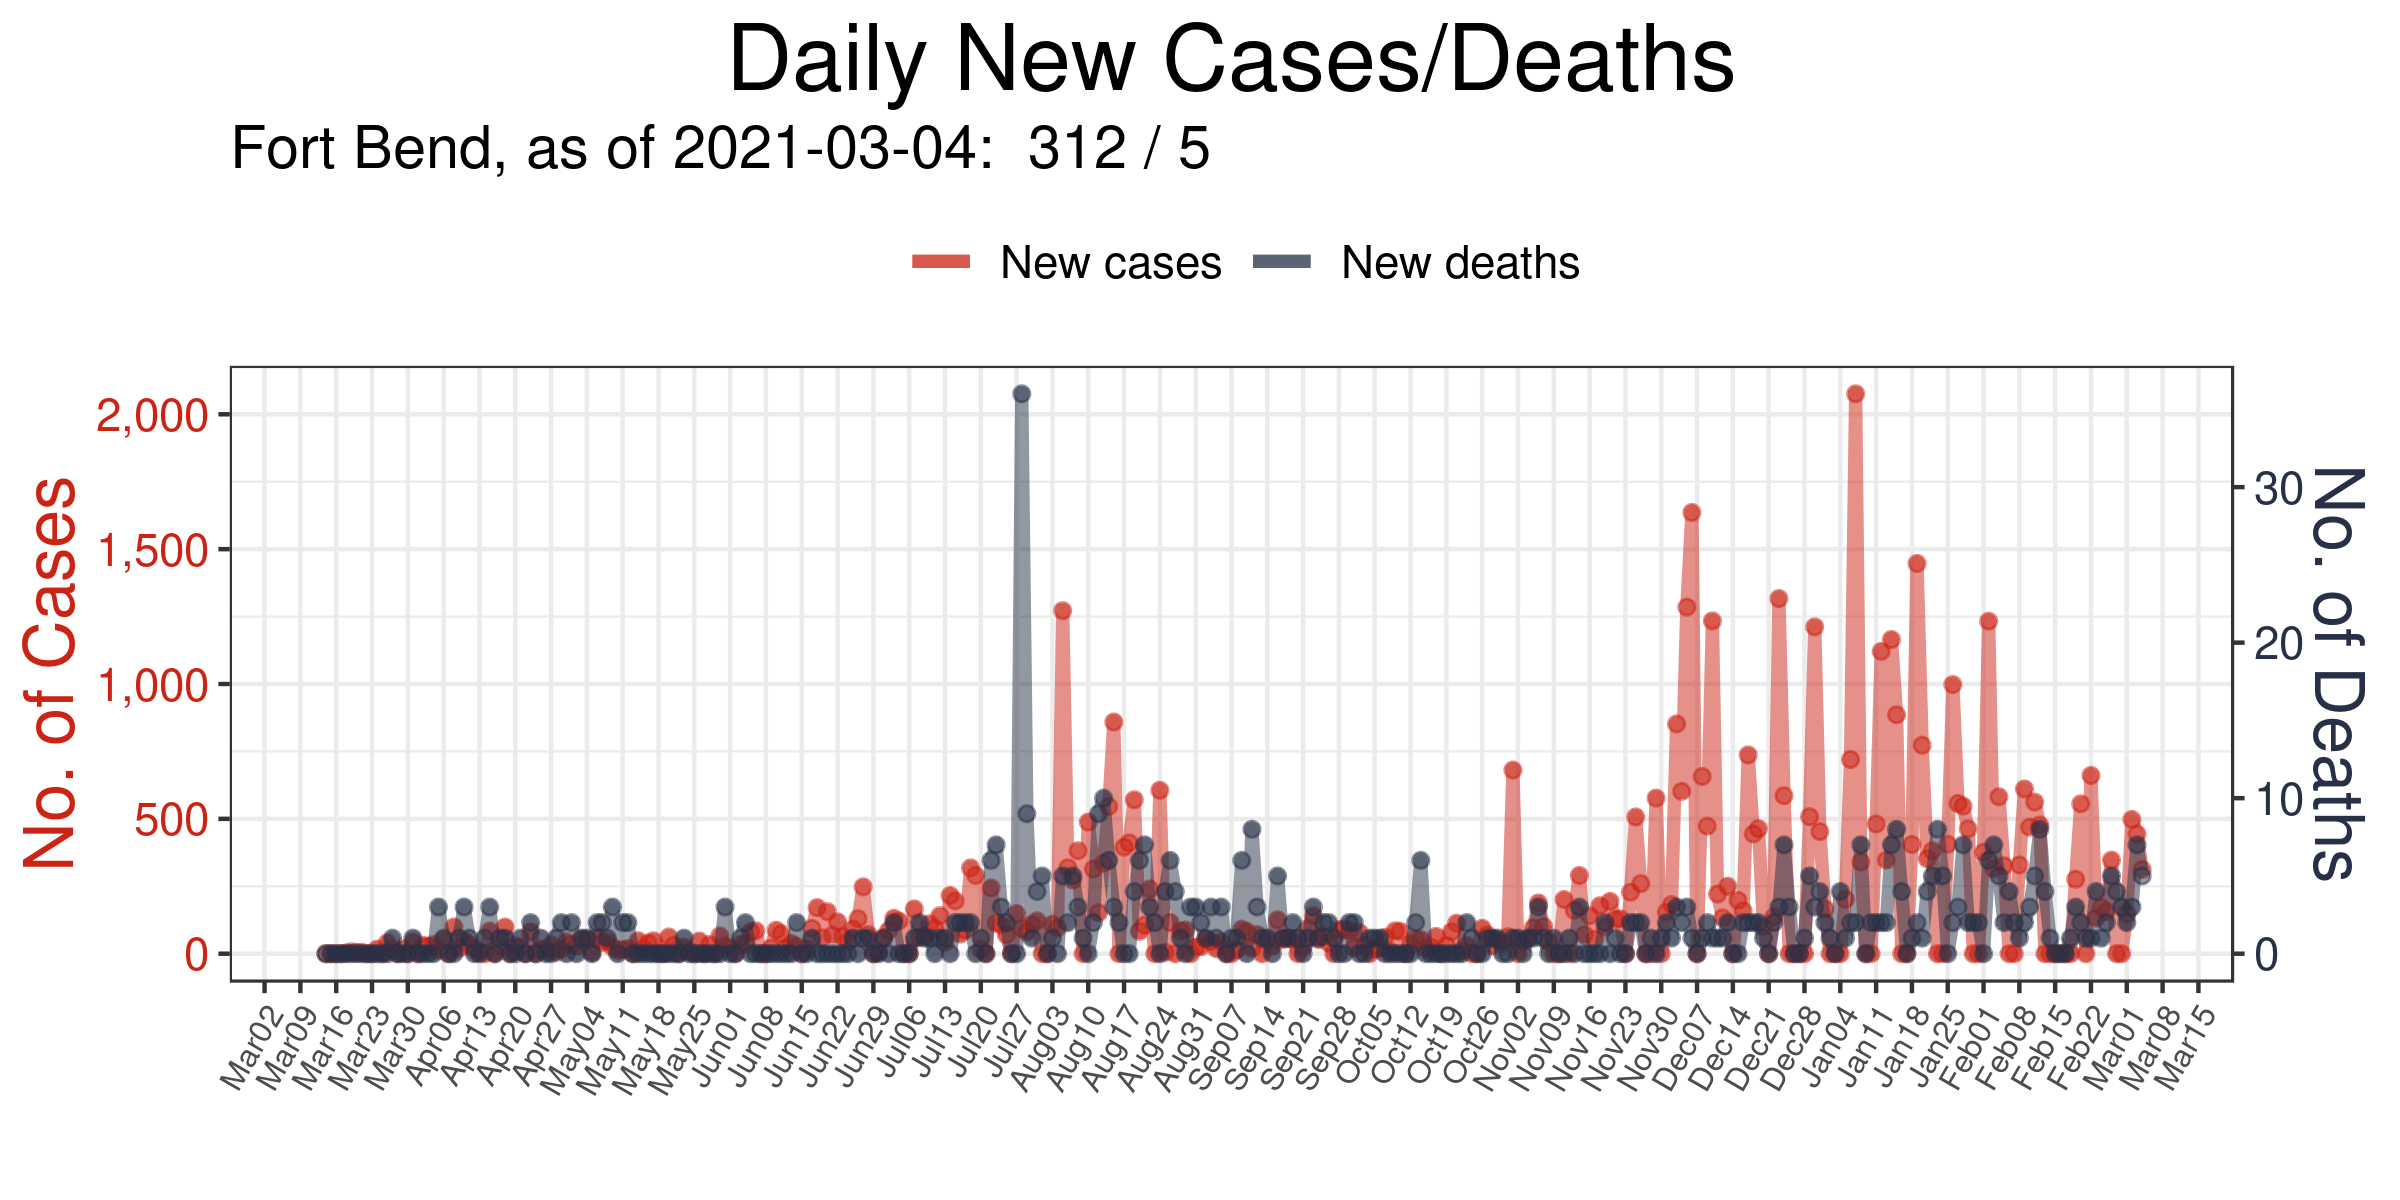 Daily New Cases/Deaths
Fort Bend, as of 2021-03-04:  312 / 5
New cases New deaths
No. of Cases
2,000
1,500
1,000
500
0
30
20
10
0
No. of Deaths
Mar02 Mar09 Mar16 Mar23 Mar30 Apr06 Apr13 Apr20 Apr27 May04 May11 May18 May25 Jun01 Jun08 Jun15 Jun22 Jun29 Jul06 Jul13 Jul20 Jul27 Aug03 Aug10 Aug17 Aug24 Aug31 Sep07 Sep14 Sep21 Sep28 Oct05 Oct12 Oct19 Oct26 Nov02 Nov09 Nov16 Nov23 Nov30 Dec07 Dec14 Dec21 Dec28 Jan04 Jan11 Jan18 Jan25 Feb01 Feb08 Feb15 Feb22 Mar01 Mar08 Mar15